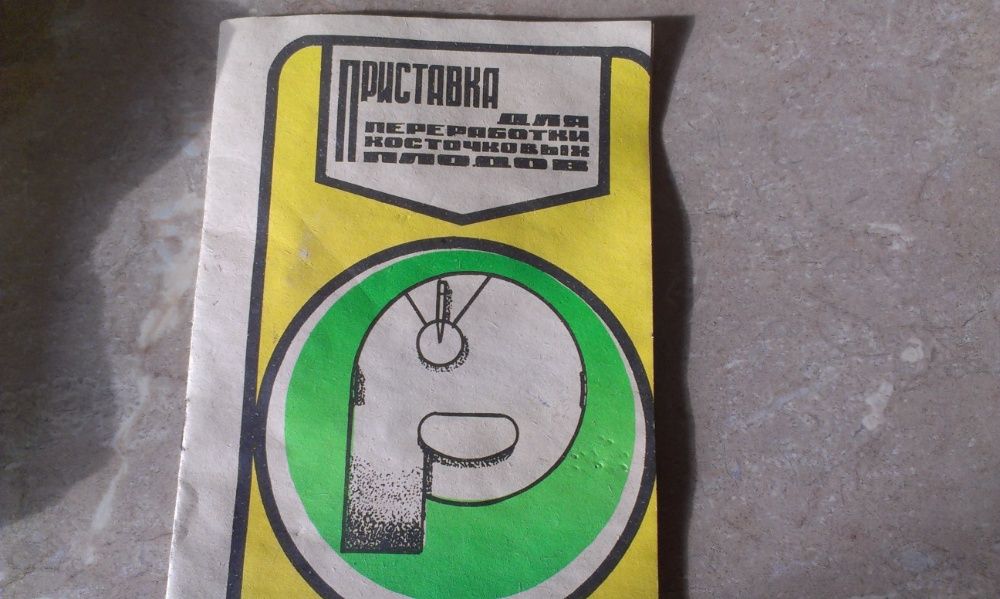 ПРИСТАВКА
ДЛЯ
ПЕРЕРАБОТКИ
КОСТОЧКОВЫХ
ПЛОДОВ